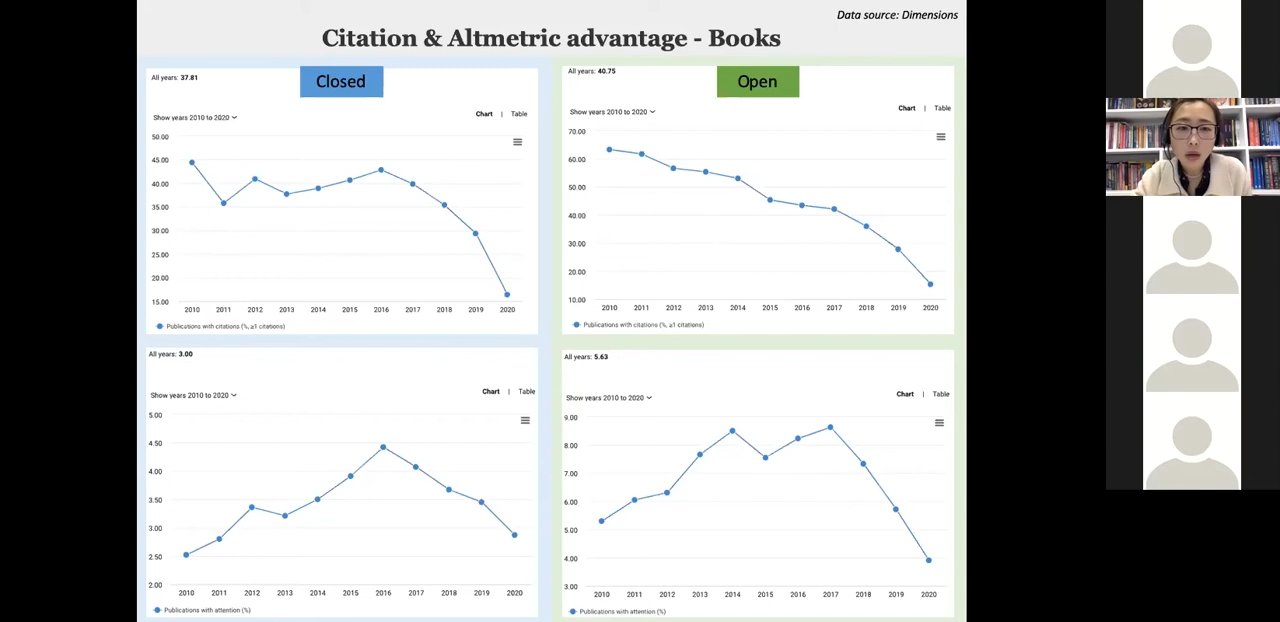 Data source: Dimensions
Citation & Altmetric advantage - Books
All years: 37.81
Closed
Chart | Table
Show years 2010 to 2020
50.00
45.00
40.00
35.00
30.00
25.00
20.00
15.00
2010 2011 2012 2013 2014 2015 2016 2017 2018 2019 2020
Publications with citations (%, ≥1 citations)
All years: 40.75
Open
Chart | Table
Show years 2010 to 2020
70.00
60.00
50.00
40.00
30.00
20.00
10.00
2010 2011 2012 2013 2014 2015 2016 2017 2018 2019 2020
Publications with citations (%, ≥1 citations)
All years: 3.00
Chart | Table
Show years 2010 to 2020
5.00
4.50
4.00
3.50
3.00
2.50
2.00
2010 2011 2012 2013 2014 2015 2016 2017 2018 2019 2020
Publications with attention (%)
All years: 5.63
Chart | Table
Show years 2010 to 2020
9.00
8.00
7.00
6.00
5.00
4.00
3.00
2010 2011 2012 2013 2014 2015 2016 2017 2018 2019 2020
Publications with attention (%)